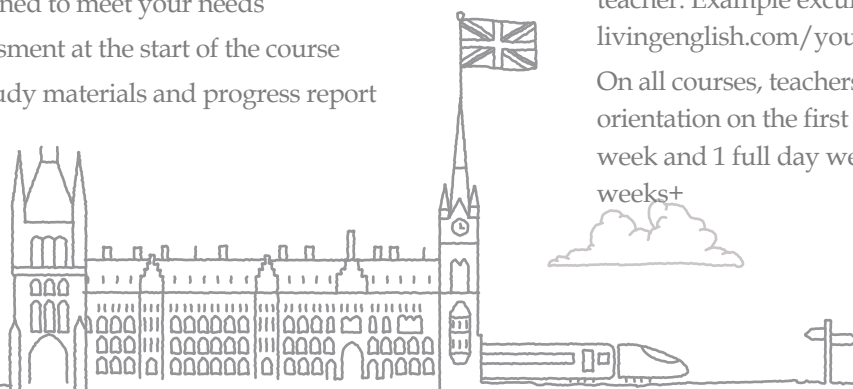 ned to meet your needs
sment at the start of the course
udy materials and progress report
teacher. Example excur
livingenglish.com/you
On all courses, teachers
orientation on the first
week and 1 full day we
weeks+